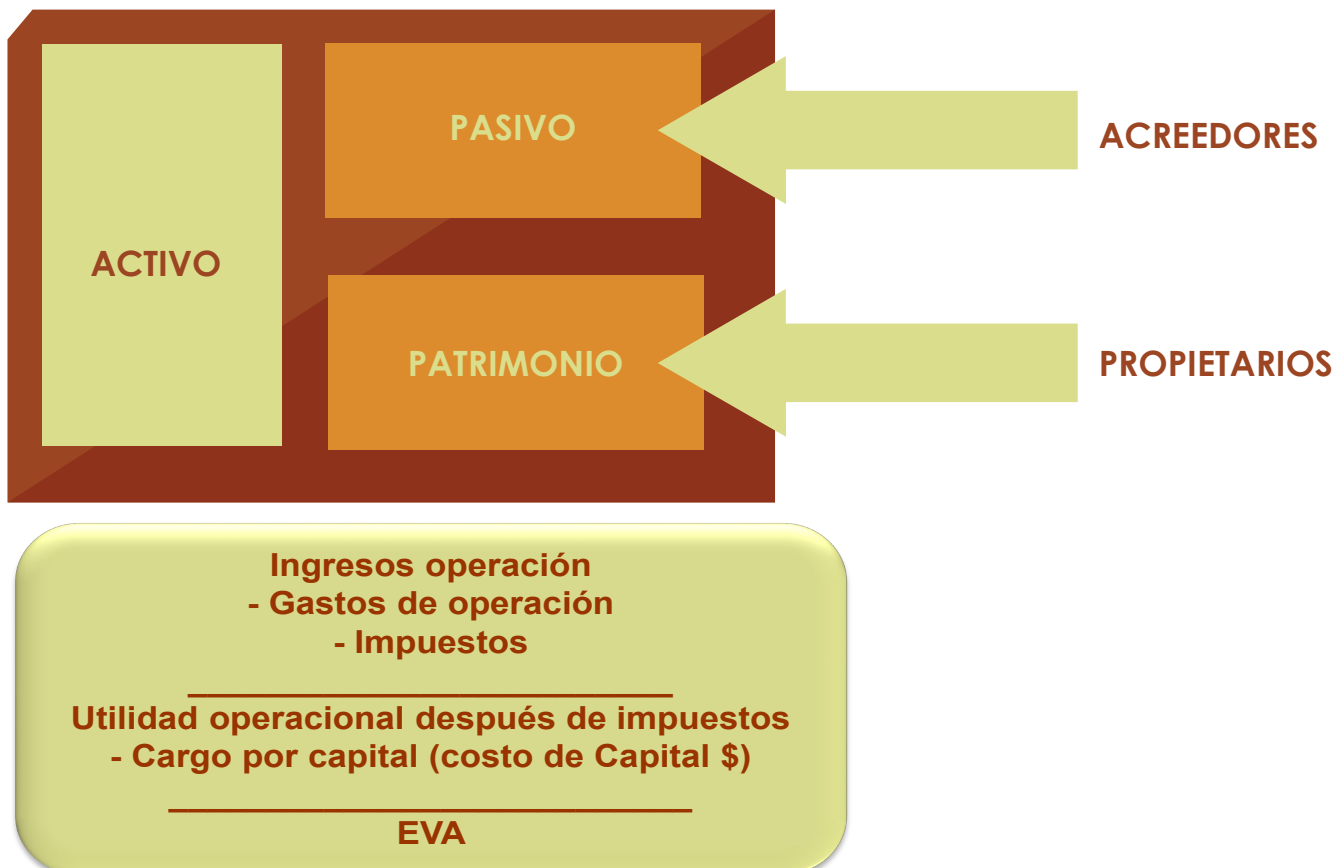 PASIVO
ACREEDORES
ACTIVO
PATRIMONIO
PROPIETARIOS
Ingresos operación
- Gastos de operación
- Impuestos
Utilidad operacional después de impuestos
- Cargo por capital (costo de Capital $)
EVA